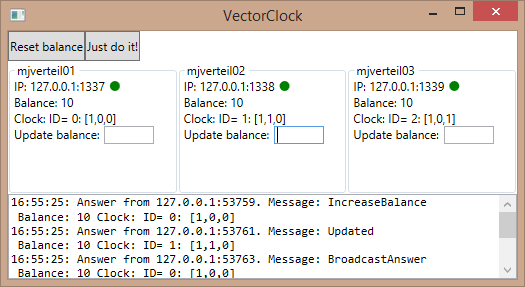 VectorClock
Reset balance Just do it!
mjverteil01 mjverteil02 mjverteil03
IP: 127.0.0.1:1337 IP: 127.0.0.1:1338 IP: 127.0.0.1:1339
Balance: 10 Balance: 10 Balance: 10
Clock: ID= 0: [1,0,0] Clock: ID= 1: [1,1,0] Clock: ID= 2: [1,0,1]
Update balance: Update balance: Update balance:
16:55:25: Answer from 127.0.0.1:53759. Message: IncreaseBalance
Balance: 10 Clock: ID= 0: [1,0,0]
16:55:25: Answer from 127.0.0.1:53761. Message: Updated
Balance: 10 Clock: ID= 1: [1,1,0]
16:55:25: Answer from 127.0.0.1:53763. Message: BroadcastAnswer
Balance: 10 Clock: ID= 0: [1,0,0]